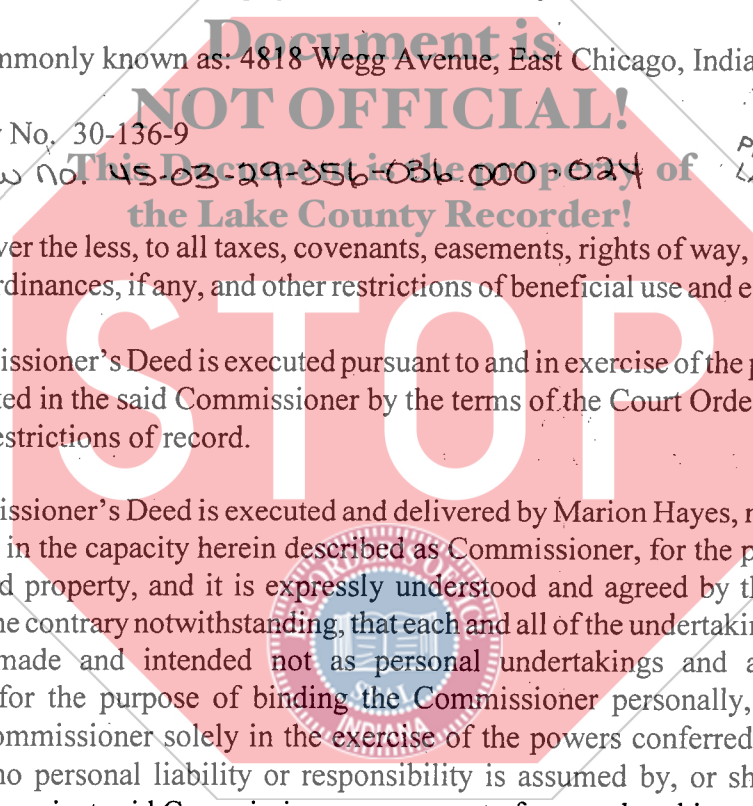 Document is
mmonly known as: 4818 Wegg Avenue, East Chicago, India
NOT OFFICIAL!
No. 30-136-9
This Document is the property of
no. 45-03-29-356-036.000-024
the Lake County Recorder!
ver the less, to all taxes, covenants, easements, rights of way,
rdinances, if any, and other restrictions of beneficial use and e
STOP
issioner's Deed is executed pursuant to and in exercise of the p
ted in the said Commissioner by the terms of the Court Orde
estrictions of record.
issioner's Deed is executed and delivered by Marion Hayes, n
in the capacity herein described as Commissioner, for the p
d property, and it is expressly understood and agreed by th
he contrary notwithstanding, that each and all of the undertakin
made and intended not as personal undertakings and a
for the purpose of binding the Commissioner personally,
ommissioner solely in the exercise of the powers conferred
no personal liability or responsibility is assumed by, or sh
SEAL
INDIANA